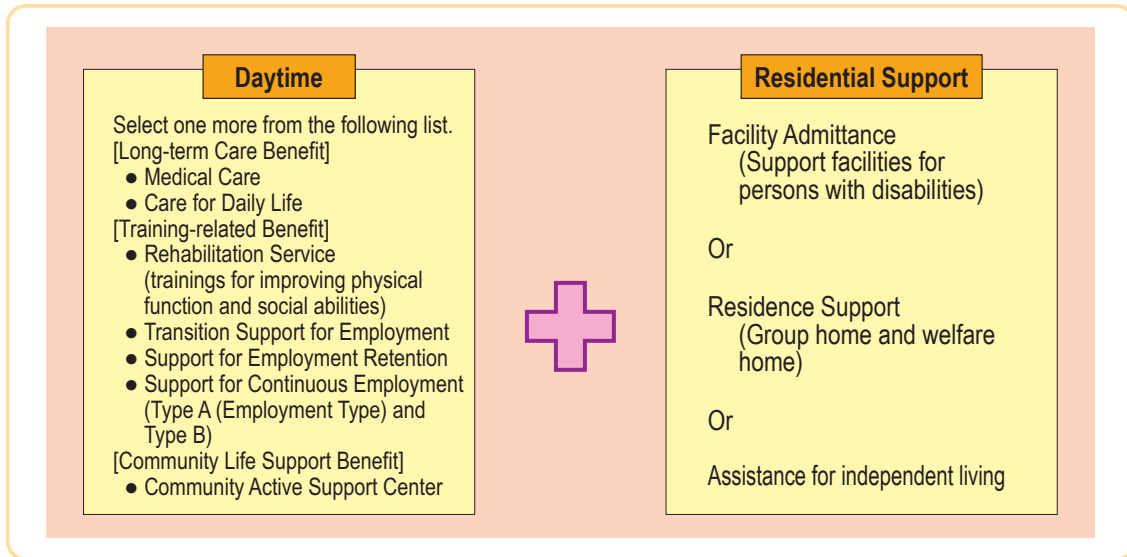 Daytime
Select one more from the following list.
[Long-term Care Benefit]
● Medical Care
● Care for Daily Life
[Training-related Benefit]
● Rehabilitation Service
(trainings for improving physical
function and social abilities)
● Transition Support for Employment
● Support for Employment Retention
● Support for Continuous Employment
(Type A (Employment Type) and
Type B)
[Community Life Support Benefit]
● Community Active Support Center
Residential Support
Facility Admittance
(Support facilities for
persons with disabilities)
Or
Residence Support
(Group home and welfare
home)
Or
Assistance for independent living